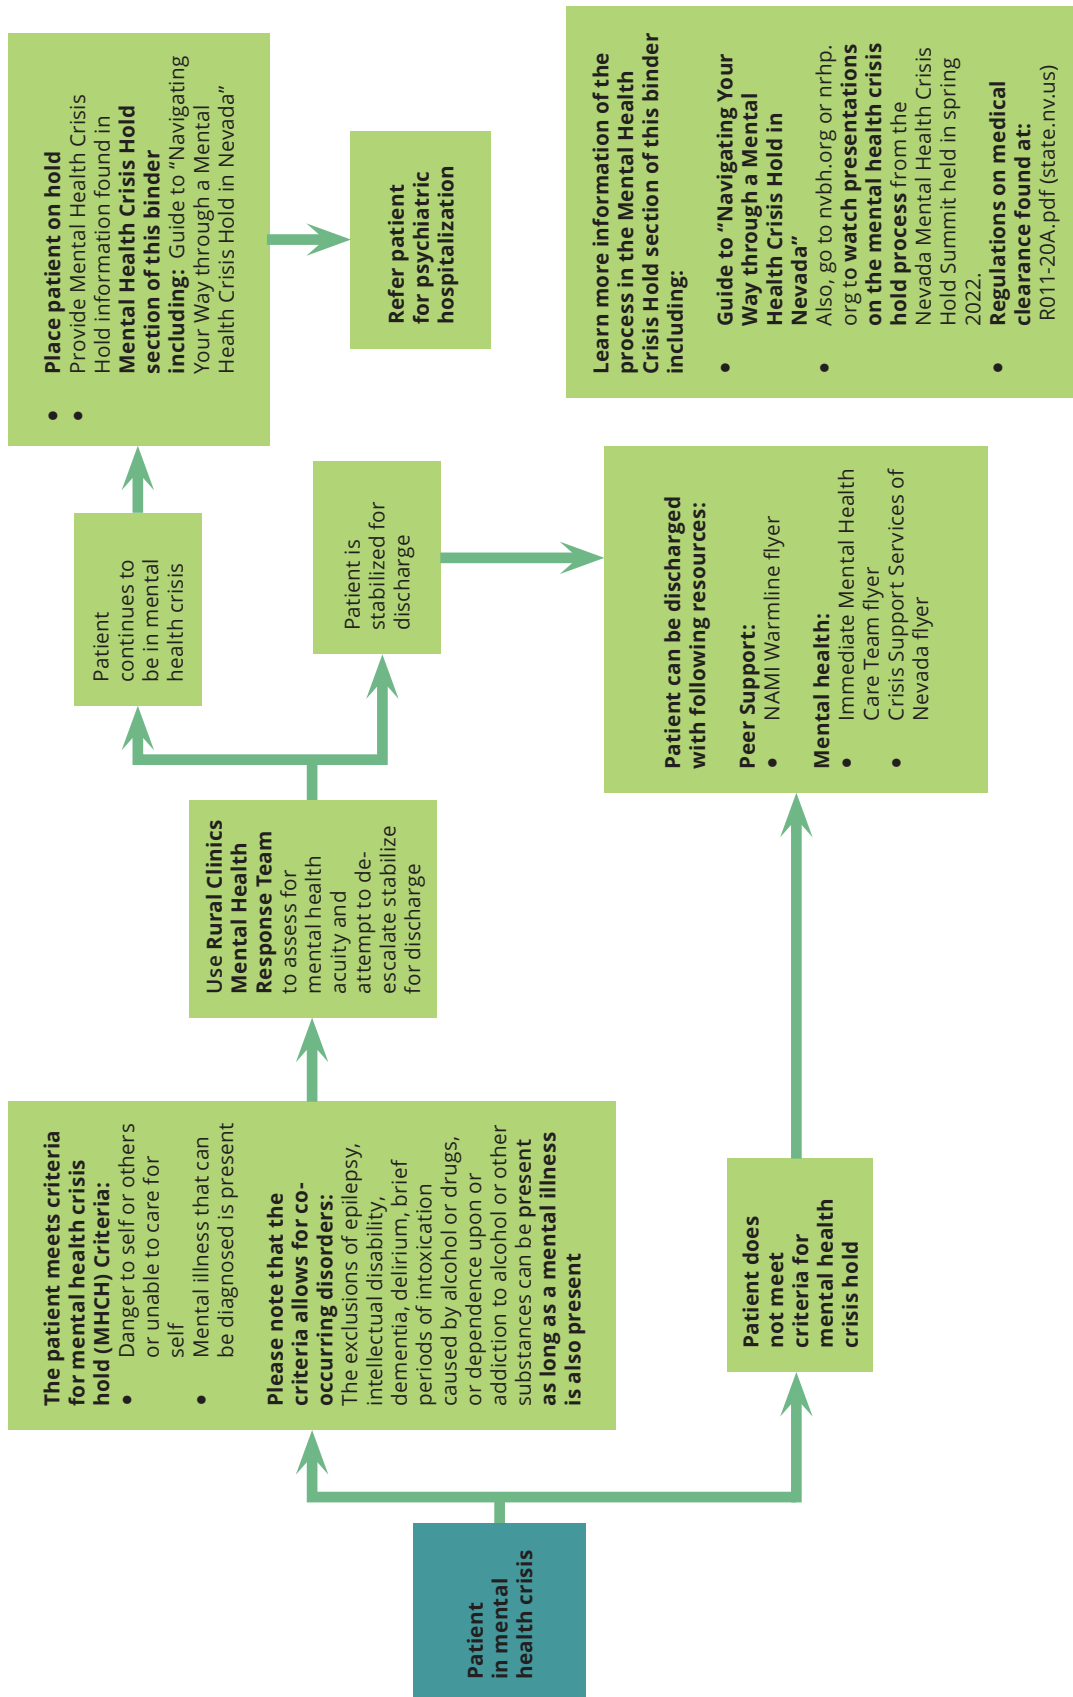 Patient
in mental
health crisis
The patient meets criteria
for mental health crisis
hold (MHCH) Criteria:
• Danger to self or others
or unable to care for
self
• Mental illness that can
be diagnosed is present
Please note that the
criteria allows for co-
occurring disorders:
The exclusions of epilepsy,
intellectual disability,
dementia, delirium, brief
periods of intoxication
caused by alcohol or drugs,
or dependence upon or
addiction to alcohol or other
substances can be present
as long as mental illness
is also present
Use Rural Clinics
Mental Health
Response Team
to assess for
mental health
acuity and
attempt to de-
escalate stabilize
for discharge
Patient
continues to
be in mental
health crisis
• Place patient on hold
• Provide Mental Health Crisis
Hold information found in
Mental Health Crisis Hold
section of this binder
including: Guide to “Navigating
Your Way through a Mental
Health Crisis Hold in Nevada”
Refer patient
for psychiatric
hospitalization
Patient is
stabilized for
discharge
Patient does
not meet
criteria for
mental health
crisis hold
Patient can be discharged
with following resources:
Peer Support:
• NAMI Warmline flyer
Mental health:
• Immediate Mental Health
Care Team flyer
• Crisis Support Services of
Nevada flyer
Learn more information of the
process in the Mental Health
Crisis Hold section of this binder
including:
• Guide to “Navigating Your
Way through a Mental
Health Crisis Hold in
Nevada”
• Also, go to nvbh.org or nrhp.
org to watch presentations
on the mental health crisis
hold process from the
Nevada Mental Health Crisis
Hold Summit held in spring
2022.
• Regulations on medical
clearance found at:
R011-20A.pdf (state.nv.us)